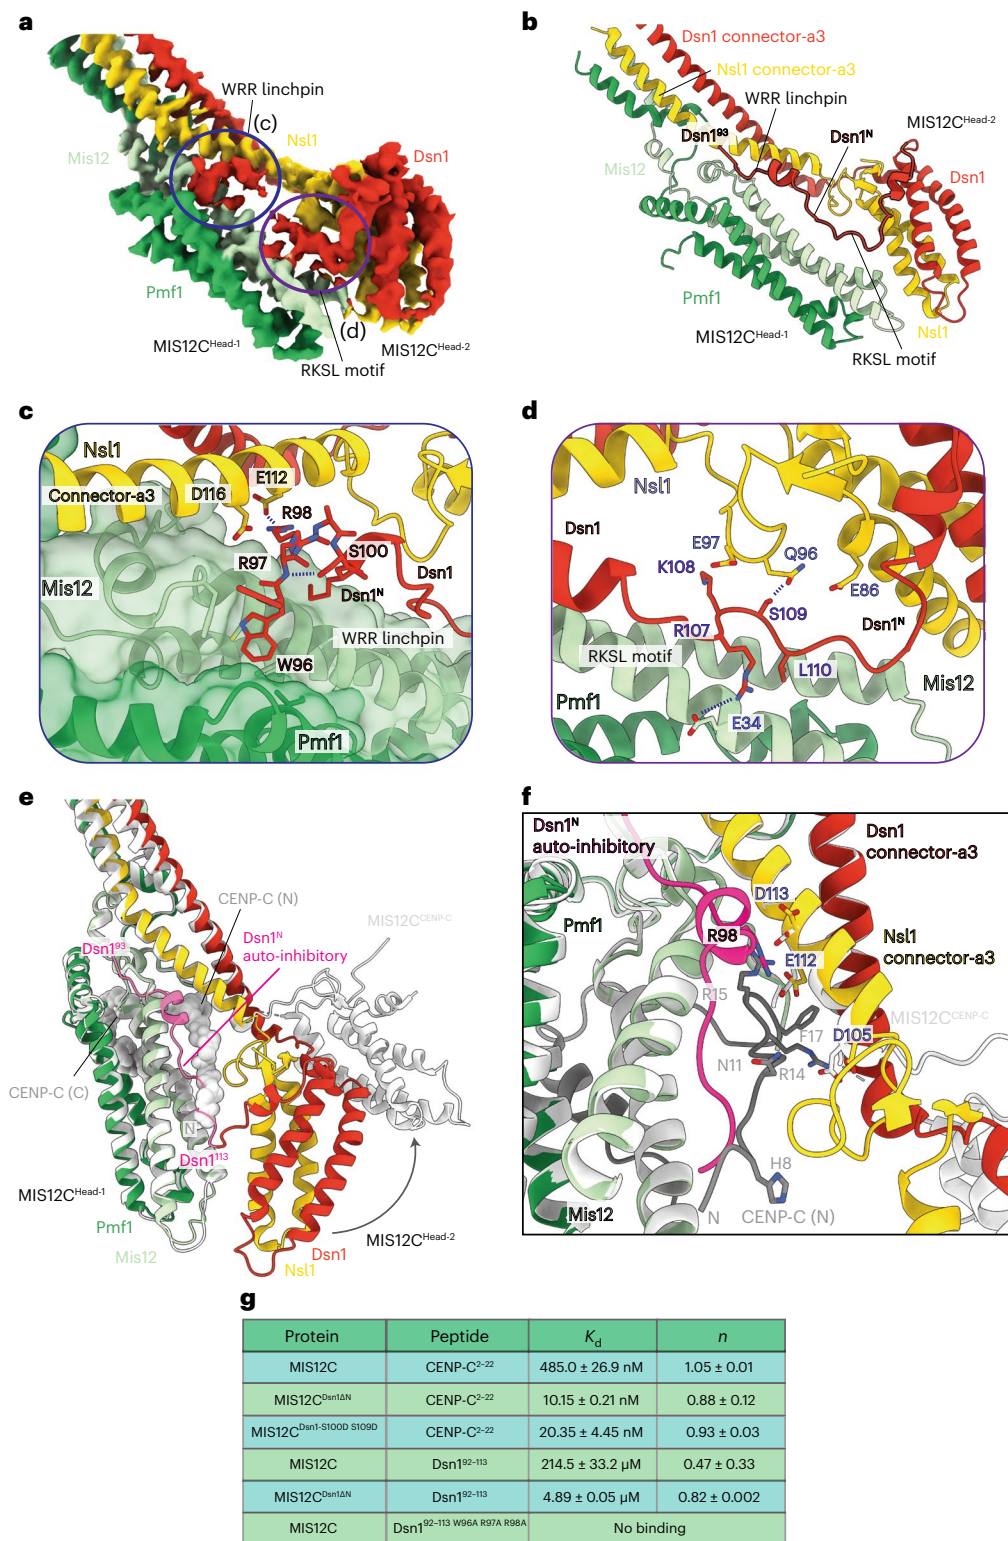 a
WRR linchpin
(c)
Mis12
Nsl1
Dsn1
Pmf1
(d)
MIS12C^Head-1
MIS12C^Head-2
RKSL motif
b
Dsn1 connector-a3
Nsl1 connector-a3
WRR linchpin
Dsn1^93
Dsn1^N
MIS12C^Head-2
Mis12
Dsn1
Pmf1
MIS12C^Head-1
Nsl1
RKSL motif
c
Nsl1
E112
Connector-a3
D116
R98
S100
R97
Mis12
Dsn1
Dsn1^N
WRR linchpin
W96
Pmf1
d
Nsl1
Dsn1
E97
Q96
K108
E86
S109
Dsn1^N
R107
RKSL motif
L110
Mis12
Pmf1
E34
e
CENP-C (N)
MIS12C^CENP-C
Dsn1^93
Dsn1^N
auto-inhibitory
CENP-C (C)
N
Dsn1^113
MIS12C^Head-1
Pmf1
MIS12C^Head-2
Mis12
Dsn1
Nsl1
f
Dsn1^N
auto-inhibitory
Dsn1
connector-a3
D113
Pmf1
R98
Nsl1
connector-a3
E112
R15
MIS12C^CENP-C
F17
D105
N11
R14
H8
Mis12
N
CENP-C (N)
g
Protein Peptide K_d n
MIS12C CENP-C^2–22 485.0 ± 26.9 nM 1.05 ± 0.01
MIS12C^Dsn1ΔN CENP-C^2–22 10.15 ± 0.21 nM 0.88 ± 0.12
MIS12C^Dsn1-S100D S109D CENP-C^2–22 20.35 ± 4.45 nM 0.93 ± 0.03
MIS12C Dsn1^92–113 214.5 ± 33.2 μM 0.47 ± 0.33
MIS12C^Dsn1ΔN Dsn1^92–113 4.89 ± 0.05 μM 0.82 ± 0.002
MIS12C Dsn1^92–113 W96A R97A R98A No binding